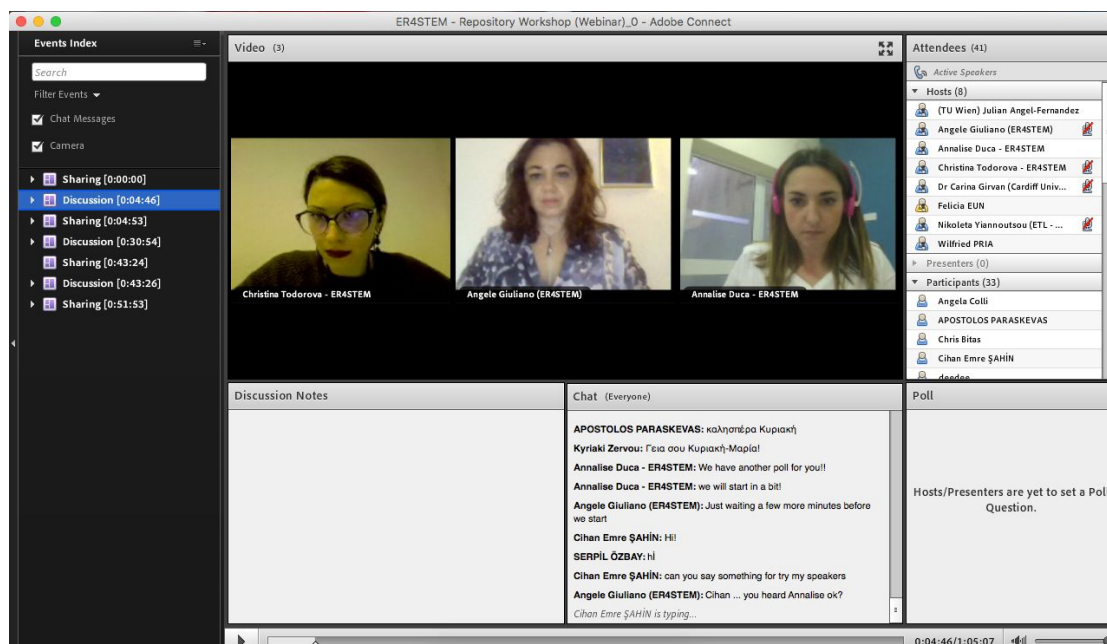 ER4STEM - Repository Workshop (Webinar)_0 - Adobe Connect
Events Index
Search
Filter Events
Chat Messages
Camera
Sharing [0:00:00]
Discussion [0:04:46]
Sharing [0:04:53]
Discussion [0:30:54]
Sharing [0:43:24]
Discussion [0:43:26]
Sharing [0:51:53]
Video (3)
Christina Todorova - ER4STEM
Angele Giuliano (ER4STEM)
Annalise Duca - ER4STEM
Attendees (41)
Active Speakers
Hosts (8)
(TU Wien) Julian Angel-Fernandez
Angele Giuliano (ER4STEM)
Annalise Duca - ER4STEM
Christina Todorova - ER4STEM
Dr Carina Girvan (Cardiff Univ...
Felicia EUN
Nikoleta Yiannoutsou (ETL - ...
Wilfried PRIA
Presenters (0)
Participants (33)
Angela Colli
APOSTOLOS PARASKEVAS
Chris Bitas
Cihan Emre ŞAHİN
deedee
Discussion Notes
Chat (Everyone)
APOSTOLOS PARASKEVAS: καλησπέρα Κυριακή
Kyriaki Zervou: Γεια σου Κυριακή-Μαρία!
Annalise Duca - ER4STEM: We have another poll for you!!
Annalise Duca - ER4STEM: we will start in a bit!
Angele Giuliano (ER4STEM): Just waiting a few more minutes before
we start
Cihan Emre ŞAHİN: Hi!
SERPİL ÖZBAY: hİ
Cihan Emre ŞAHİN: can you say something for try my speakers
Angele Giuliano (ER4STEM): Cihan ... you heard Annalise ok?
Cihan Emre ŞAHİN is typing...
Poll
Hosts/Presenters are yet to set a Poll
Question.
0:04:46/1:05:07